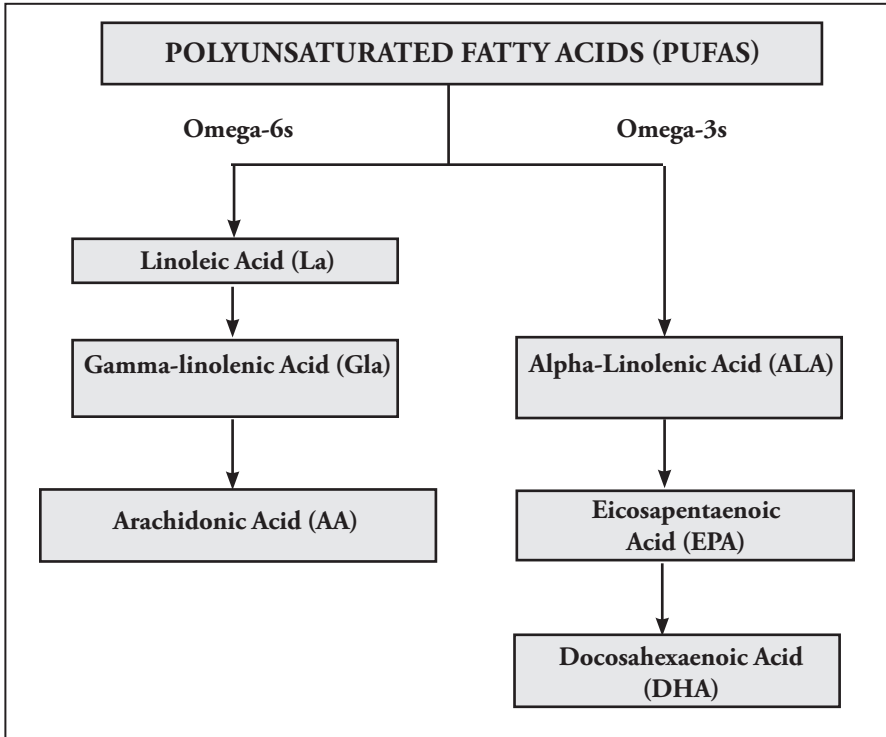 POLYUNSATURATED FATTY ACIDS (PUFAS)
Omega-6s
Omega-3s
Linoleic Acid (La)
Gamma-linolenic Acid (Gla)
Alpha-Linolenic Acid (ALA)
Arachidonic Acid (AA)
Eicosapentaenoic
Acid (EPA)
Docosahexaenoic Acid
(DHA)